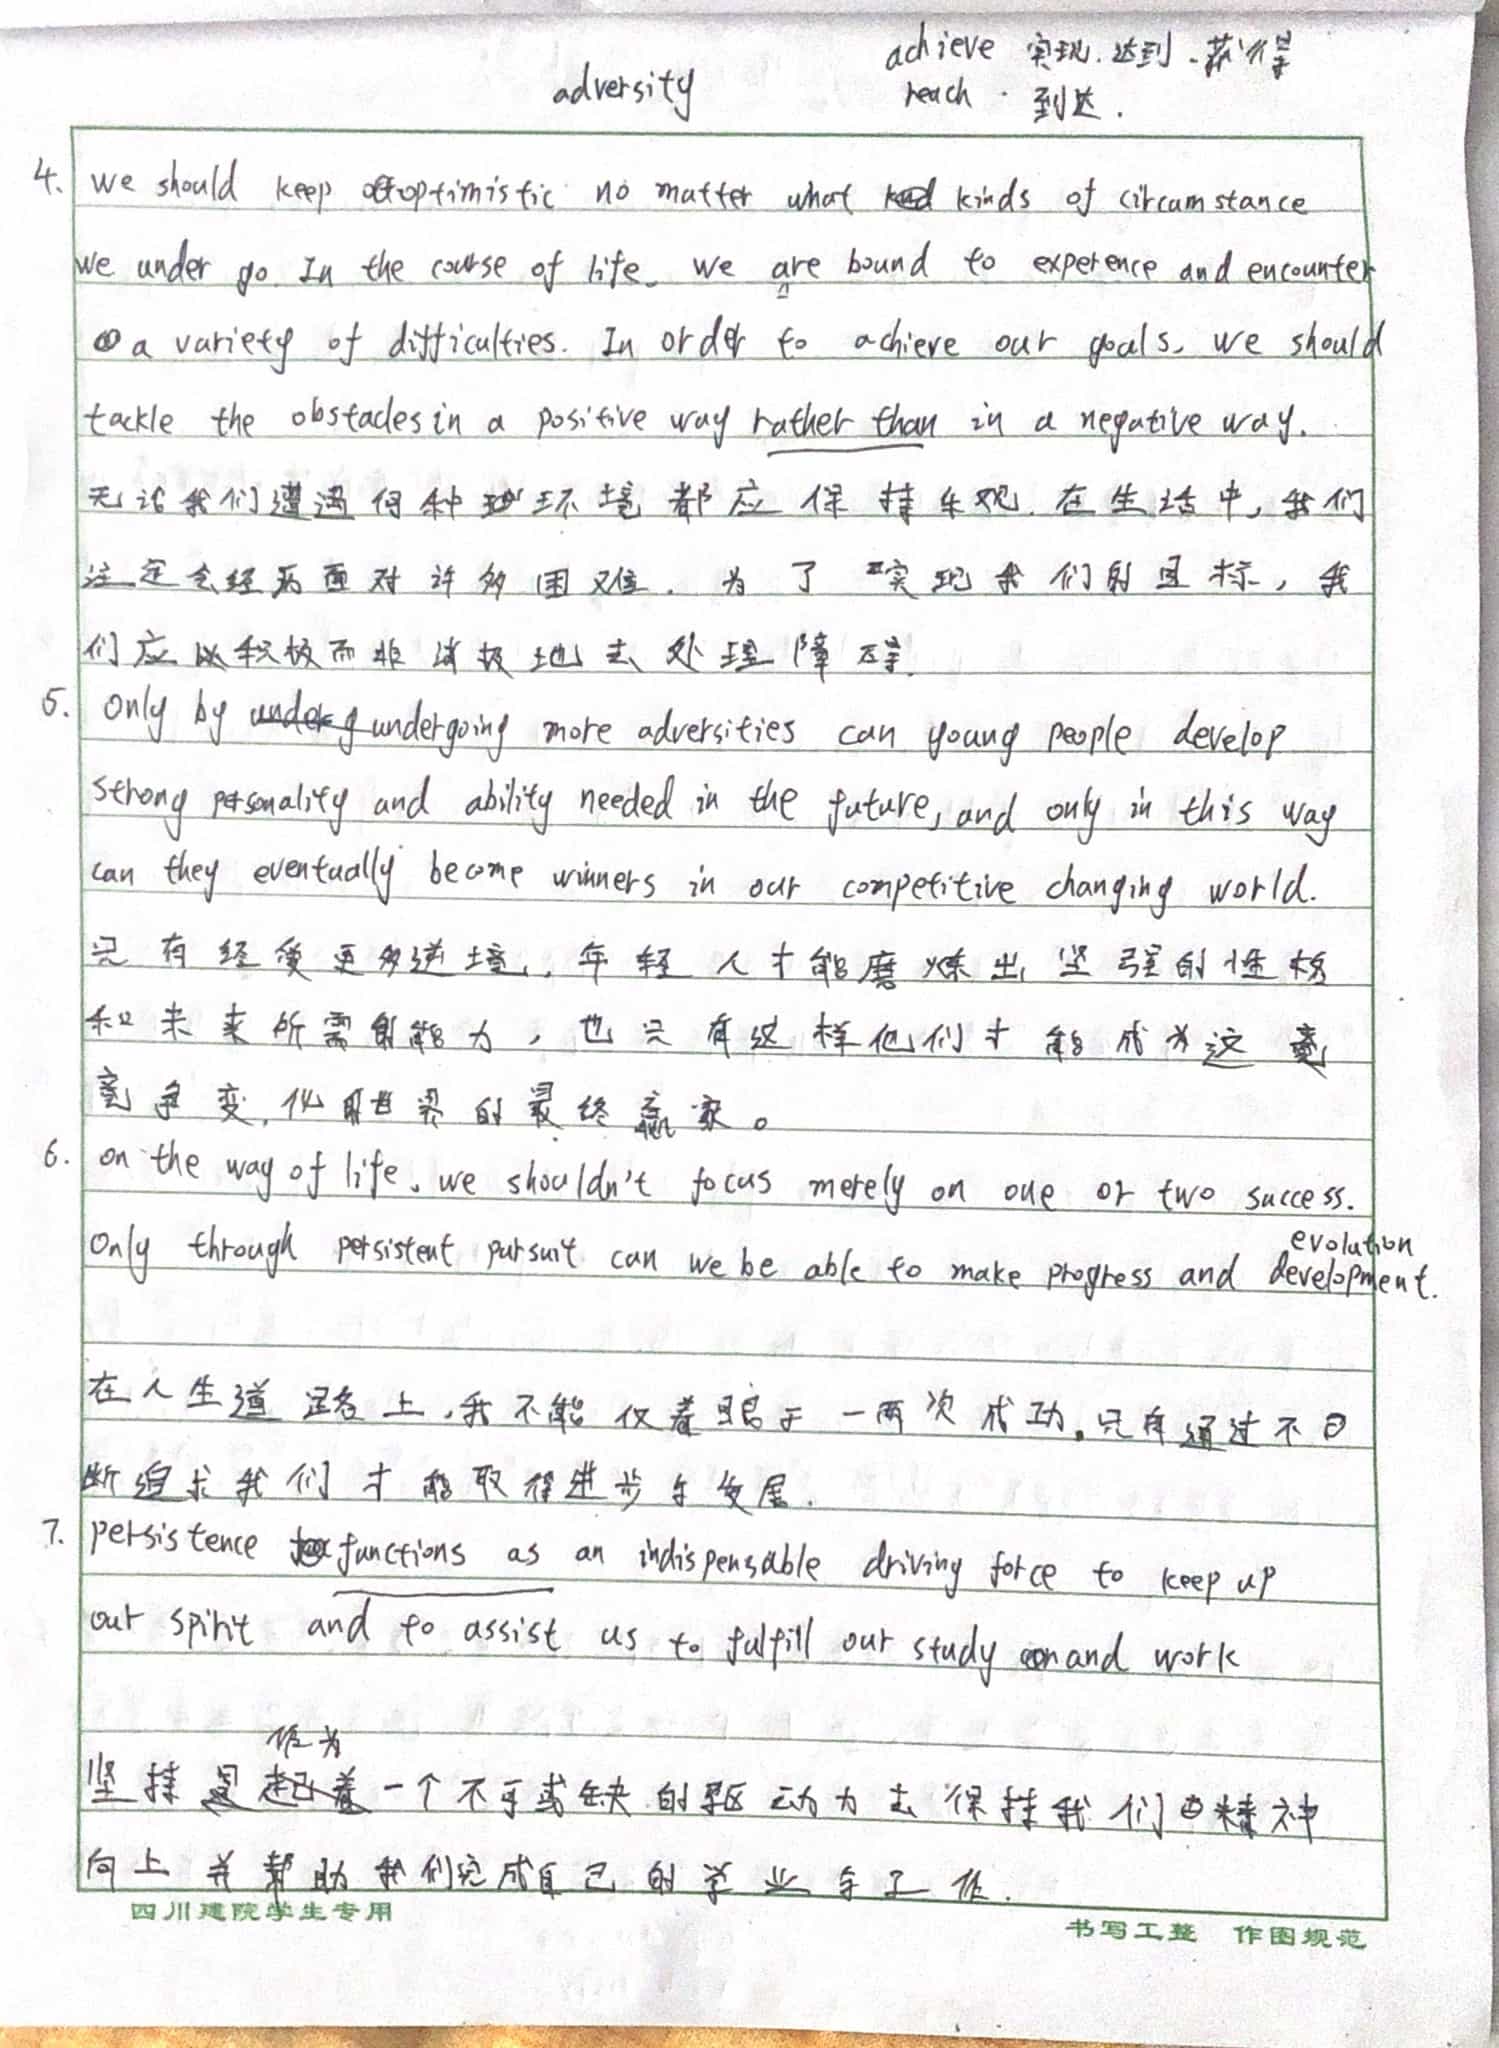 achieve 实现.达到.获得
adversity
reach . 到达.
4. we should keep optimistic no matter what kinds of circumstance
we under go. In the course of life, we are bound to experence and encounter
a variety of difficulties. In order to achieve our goals, we should
tackle the obstacles in a positive way rather than in a negative way.
无论我们遭遇何种环境都应保持乐观.在生活中,我们
注定会经历面对许多困难.为了实现我们的目标,我
们应以积极而非消极地去处理障碍.
5. only by undergoing more adversities can young people develop
strong personality and ability needed in the future, and only in this way
can they eventually become winners in our competitive changing world.
只有经受更多逆境,年轻人才能磨炼出坚强的性格
和未来所需的能力,也只有这样他们才能成为这竞
竞争变化的世界的最终赢家。
6. on the way of life, we shouldn't focus merely on one or two success.
evolution
Only through persistent pursuit can we be able to make progress and development.
在人生道路上,我不能仅着眼于一两次成功.只有通过不
断追求我们才能取得进步与发展.
7. persistence functions as an indispensable driving force to keep up
our spirit and to assist us to fulfill our study and work
作为
坚持是起着一个不可或缺的驱动力去保持我们的精神
向上并帮助我们完成自己的学业与工作.
四川建院学生专用
书写工整 作图规范